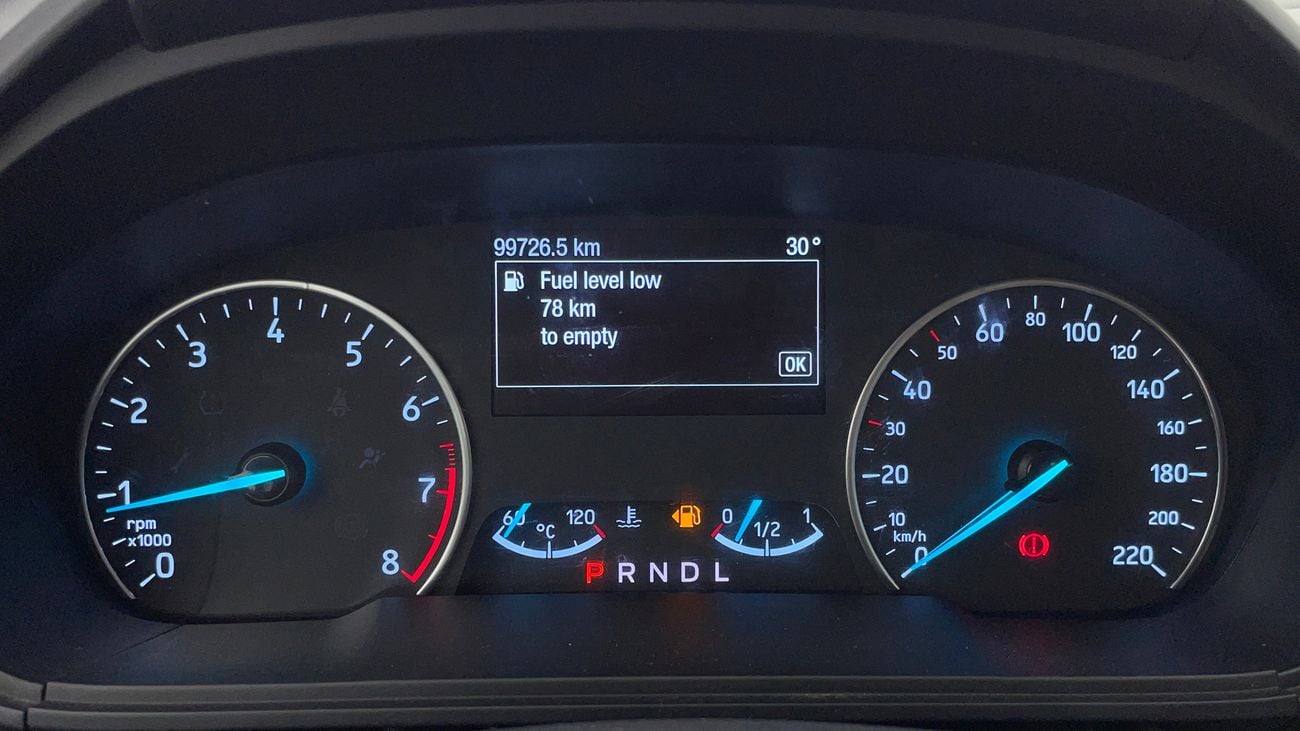 99726.5 km 30°
Fuel level low
78 km
to empty
OK
0 1 2 3 4 5 6 7 8
rpm
x1000
60 120
°C
0 1/2 1
P R N D L
0 10 20 30 40 50 60 80 100 120 140 160 180 200 220
km/h